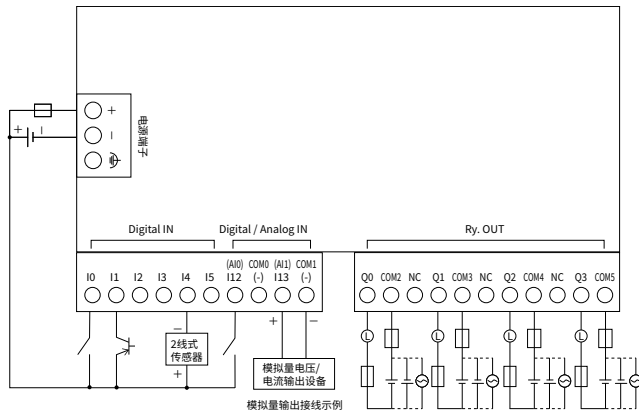 +
+ −
−
电源端子
Digital IN
Digital / Analog IN
Ry. OUT
(AI0) COM0 (AI1) COM1
I0 I1 I2 I3 I4 I5 I12 (-) I13 (-)
Q0 COM2 NC Q1 COM3 NC Q2 COM4 NC Q3 COM5
−
2线式
传感器
+
+ −
模拟量电压/
电流输出设备
模拟量输出接线示例
L L L L